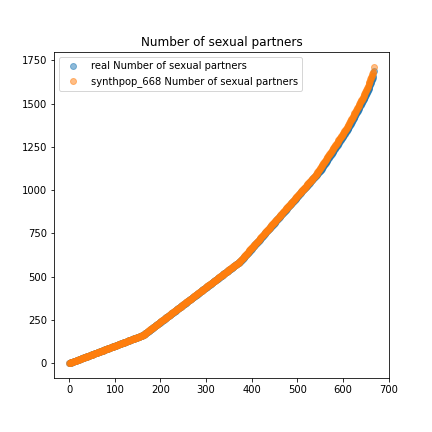 Number of sexual partners
real Number of sexual partners
synthpop_668 Number of sexual partners
1750
1500
1250
1000
750
500
250
0
0 100 200 300 400 500 600 700